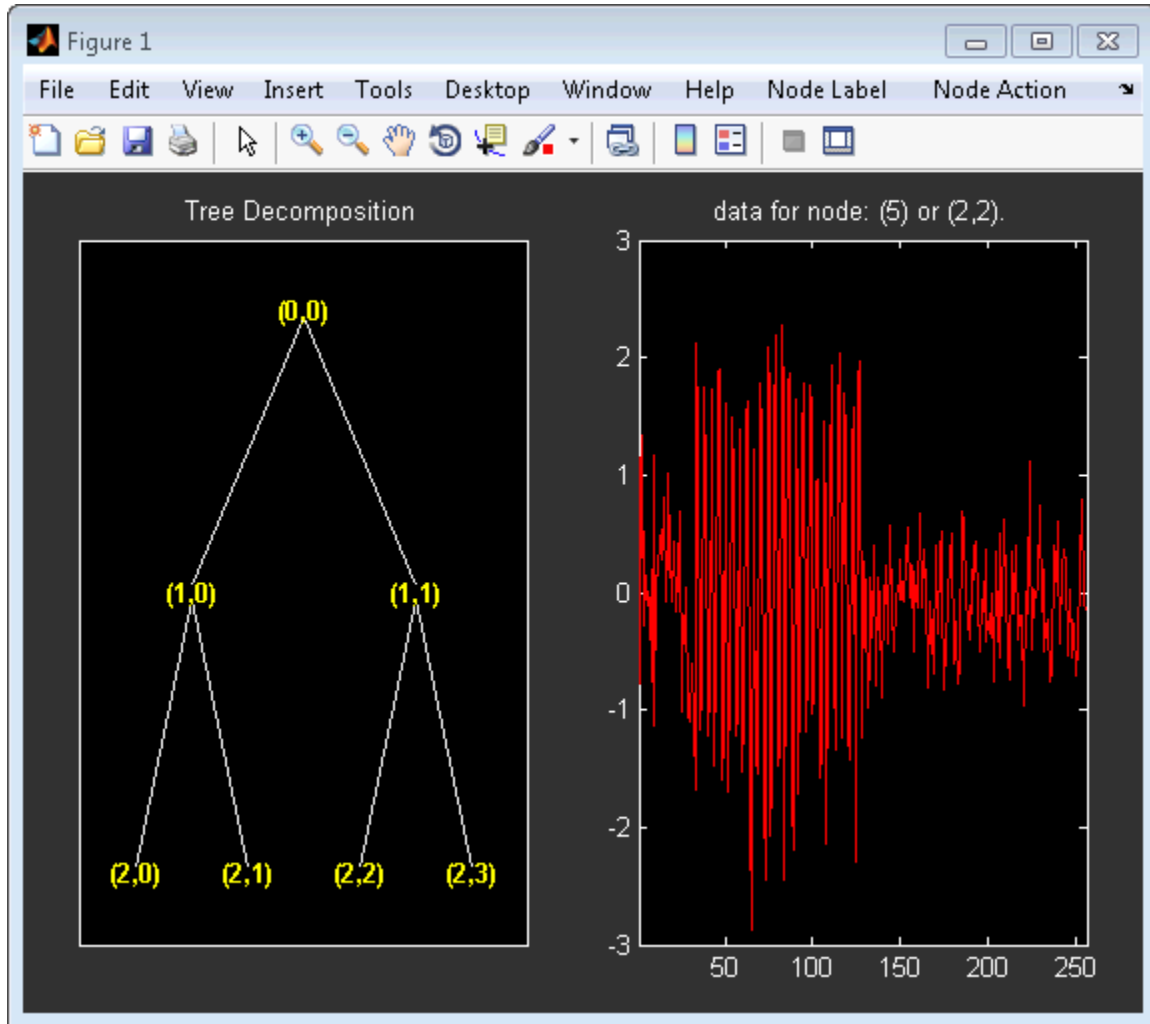 Figure 1
File Edit View Insert Tools Desktop Window Help Node Label Node Action
Tree Decomposition
(0,0)
(1,0) (1,1)
(2,0) (2,1) (2,2) (2,3)
data for node: (5) or (2,2).
3
2
1
0
-1
-2
-3
50 100 150 200 250